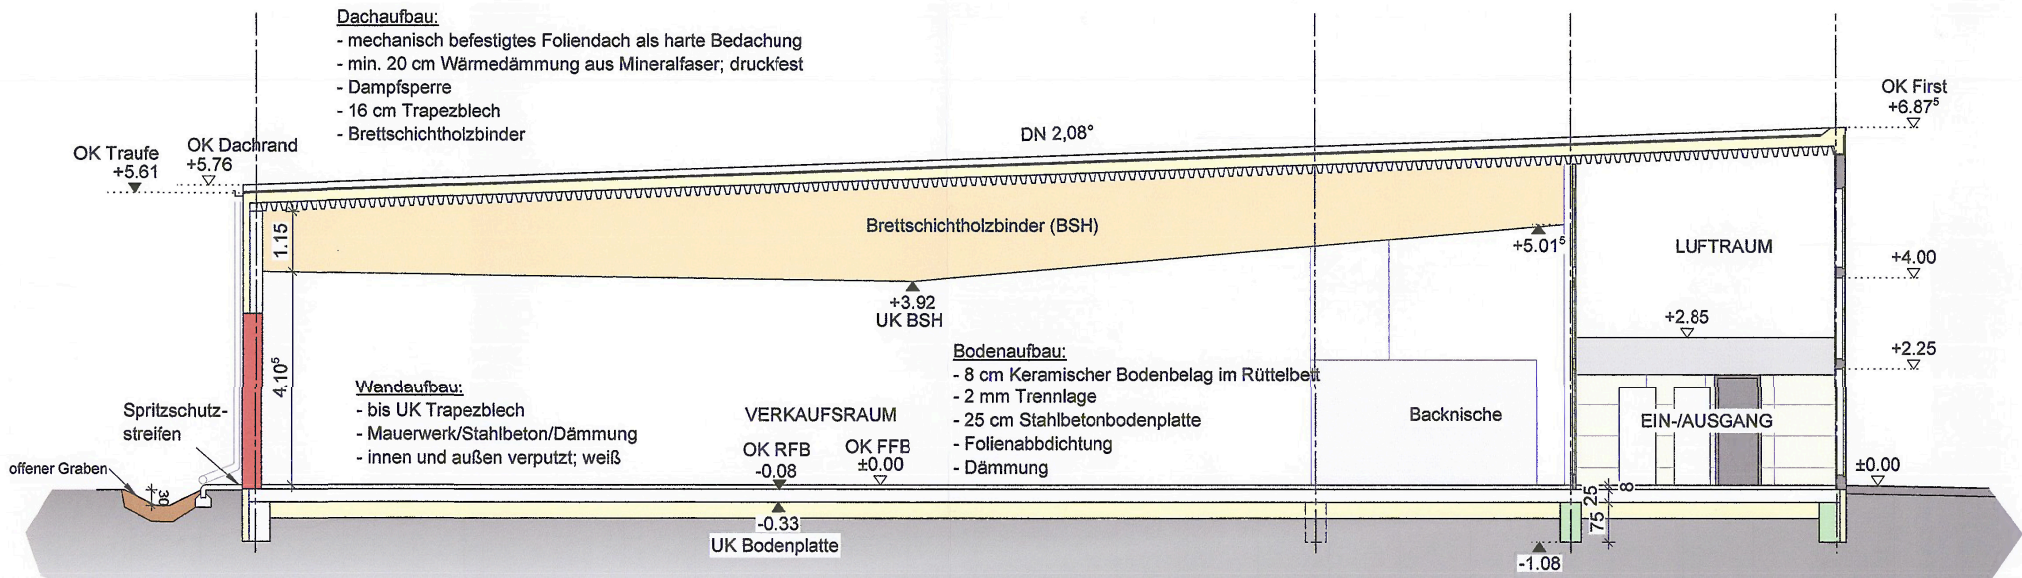 Dachaufbau:
- mechanisch befestigtes Foliendach als harte Bedachung
- min. 20 cm Wärmedämmung aus Mineralfaser; druckfest
- Dampfsperre
- 16 cm Trapezblech
- Brettschichtholzbinder
OK Traufe
+5.61
OK Dachrand
+5.76
DN 2,08°
OK First
+6.87⁵
1.15
Brettschichtholzbinder (BSH)
+5.01⁵
LUFTRAUM
+4.00
+3.92
UK BSH
+2.85
+2.25
4.10⁵
Wandaufbau:
- bis UK Trapezblech
- Mauerwerk/Stahlbeton/Dämmung
- innen und außen verputzt; weiß
VERKAUFSRAUM
OK RFB
-0.08
OK FFB
±0.00
Bodenaufbau:
- 8 cm Keramischer Bodenbelag im Rüttelbett
- 2 mm Trennlage
- 25 cm Stahlbetonbodenplatte
- Folienabbdichtung
- Dämmung
Backnische
EIN-/AUSGANG
±0.00
Spritzschutz-
streifen
offener Graben
30
-0.33
UK Bodenplatte
25
8
75
-1.08